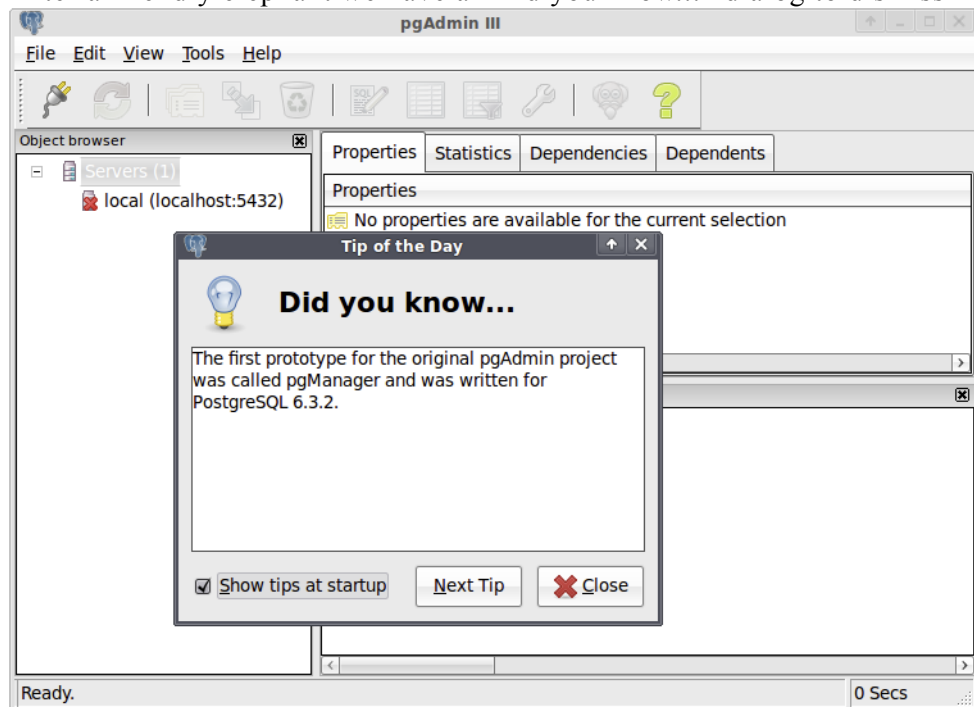 pgAdmin III
File Edit View Tools Help
Object browser
Servers (1)
local (localhost:5432)
Properties Statistics Dependencies Dependents
Properties
No properties are available for the current selection
Tip of the Day
Did you know...
The first prototype for the original pgAdmin project
was called pgManager and was written for
PostgreSQL 6.3.2.
Show tips at startup Next Tip Close
Ready. 0 Secs